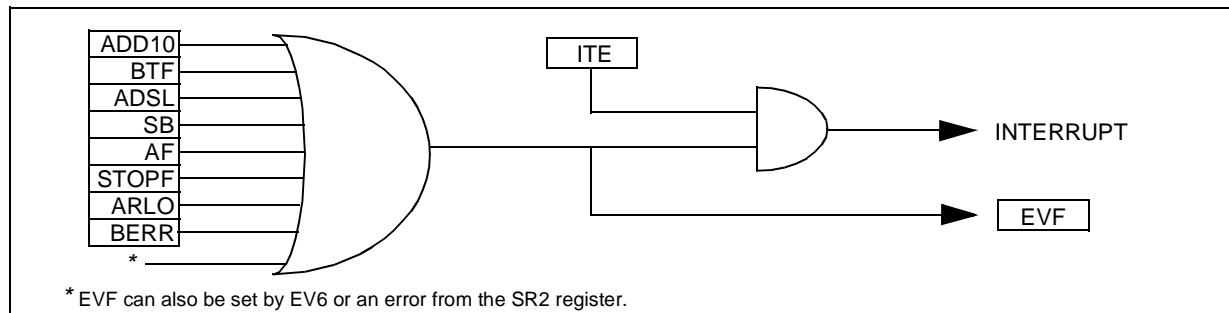 ADD10
BTF
ADSL
SB
AF
STOPF
ARLO
BERR
*
ITE
INTERRUPT
EVF
* EVF can also be set by EV6 or an error from the SR2 register.